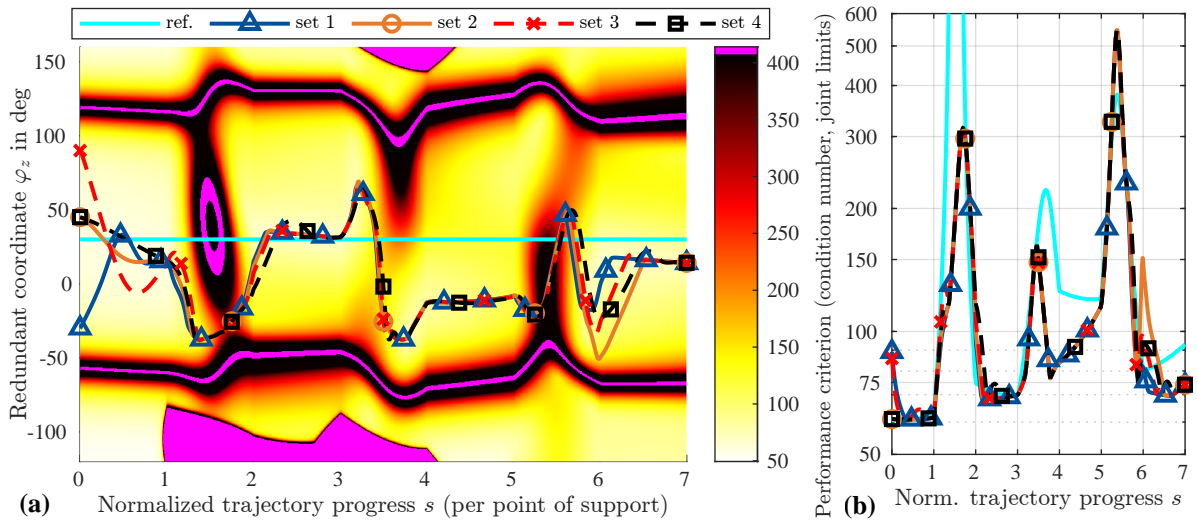 ref. set 1 set 2 set 3 set 4
Redundant coordinate φz in deg
150
100
50
0
-50
-100
0 1 2 3 4 5 6 7
Normalized trajectory progress s (per point of support)
(a)
400
350
300
250
200
150
100
50
Performance criterion (condition number, joint limits)
600
500
400
300
200
150
100
75
50
0 1 2 3 4 5 6 7
Norm. trajectory progress s
(b)